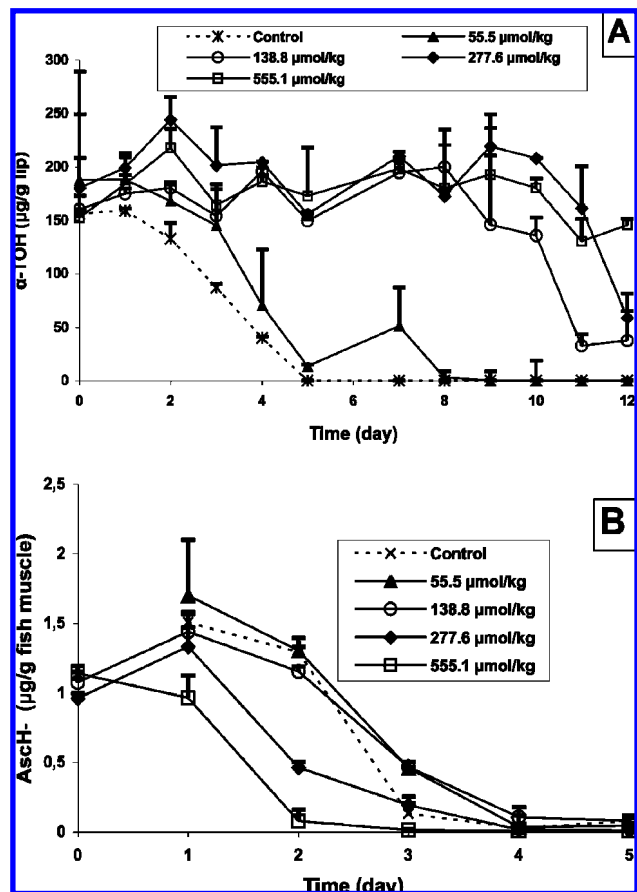 A
Control
55.5 µmol/kg
138.8 µmol/kg
277.6 µmol/kg
555.1 µmol/kg
300
250
200
150
100
50
0
α-TOH (µg/g lip)
0 2 4 6 8 10 12
Time (day)
B
Control
55.5 µmol/kg
138.8 µmol/kg
277.6 µmol/kg
555.1 µmol/kg
2,5
2
1,5
1
0,5
0
AscH- (µg/g fish muscle)
0 1 2 3 4 5
Time (day)